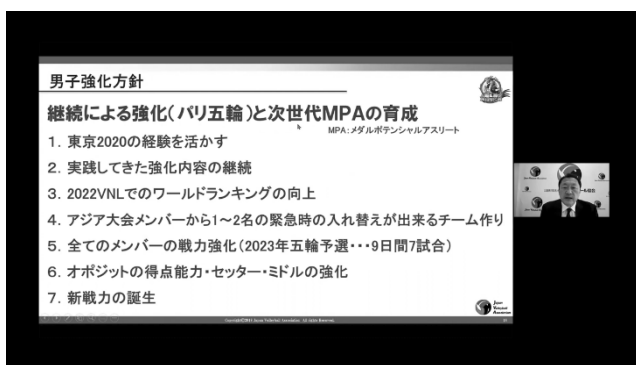 男子強化方針
継続による強化(パリ五輪)と次世代MPAの育成
MPA:メダルポテンシャルアスリート
1. 東京2020の経験を活かす
2. 実践してきた強化内容の継続
3. 2022VNLでのワールドランキングの向上
4. アジア大会メンバーから1~2名の緊急時の入れ替えが出来るチーム作り
5. 全てのメンバーの戦力強化(2023年五輪予選・・・9日間7試合)
6. オポジットの得点能力・セッター・ミドルの強化
7. 新戦力の誕生
Japan
Volleyball
Association